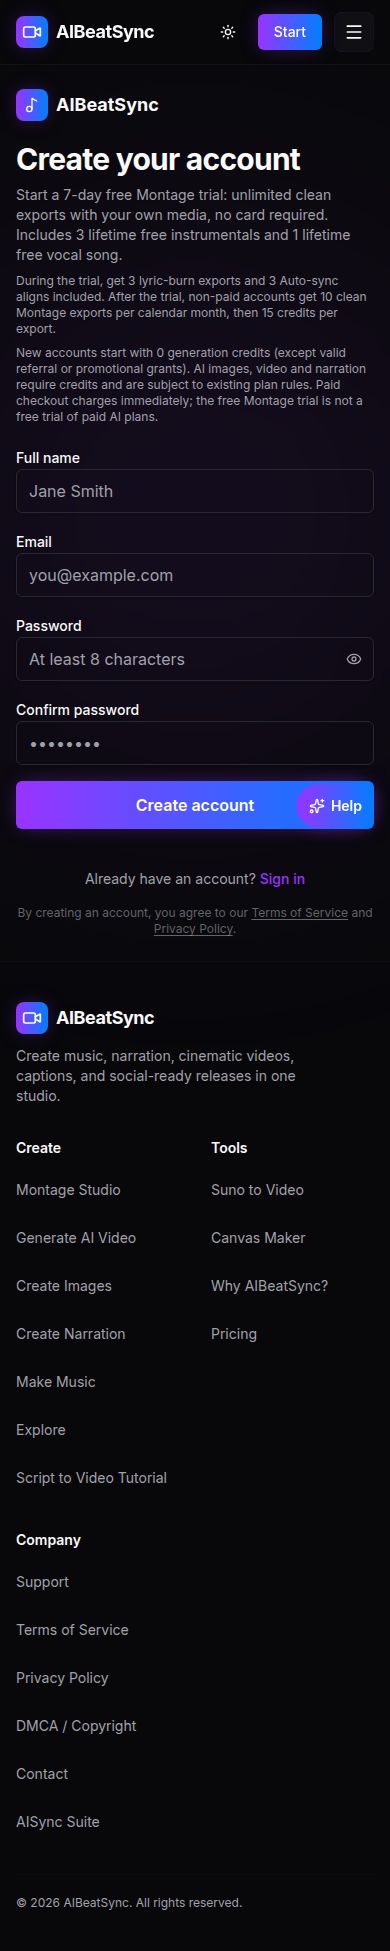 AIBeatSync
Start
AIBeatSync
Create your account
Start a 7-day free Montage trial: unlimited clean
exports with your own media, no card required.
Includes 3 lifetime free instrumentals and 1 lifetime
free vocal song.
During the trial, get 3 lyric-burn exports and 3 Auto-sync
aligns included. After the trial, non-paid accounts get 10 clean
Montage exports per calendar month, then 15 credits per
export.
New accounts start with 0 generation credits (except valid
referral or promotional grants). AI images, video and narration
require credits and are subject to existing plan rules. Paid
checkout charges immediately; the free Montage trial is not a
free trial of paid AI plans.
Full name
Jane Smith
Email
you@example.com
Password
At least 8 characters
Confirm password
••••••••
Create account
Help
Already have an account? Sign in
By creating an account, you agree to our Terms of Service and
Privacy Policy.
AIBeatSync
Create music, narration, cinematic videos,
captions, and social-ready releases in one
studio.
Create
Montage Studio
Generate AI Video
Create Images
Create Narration
Make Music
Explore
Script to Video Tutorial
Tools
Suno to Video
Canvas Maker
Why AIBeatSync?
Pricing
Company
Support
Terms of Service
Privacy Policy
DMCA / Copyright
Contact
AISync Suite
© 2026 AIBeatSync. All rights reserved.